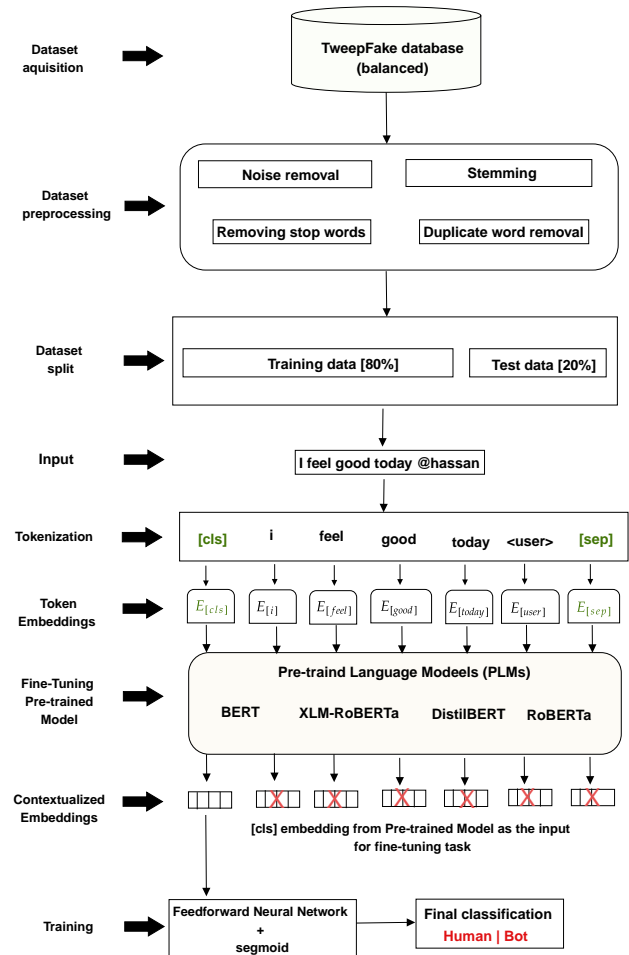 Dataset
aquisition
TweepFake database
(balanced)
Dataset
preprocessing
Noise removal
Stemming
Removing stop words
Duplicate word removal
Dataset
split
Training data [80%]
Test data [20%]
Input
I feel good today @hassan
Tokenization
[cls] i feel good today <user> [sep]
Token
Embeddings
E[cls] E[i] E[feel] E[good] E[today] E[user] E[sep]
Fine-Tuning
Pre-trained
Model
Pre-traind Language Modeels (PLMs)
BERT XLM-RoBERTa DistilBERT RoBERTa
Contextualized
Embeddings
[cls] embedding from Pre-trained Model as the input
for fine-tuning task
Training
Feedforward Neural Network
+
segmoid
Final classification
Human | Bot